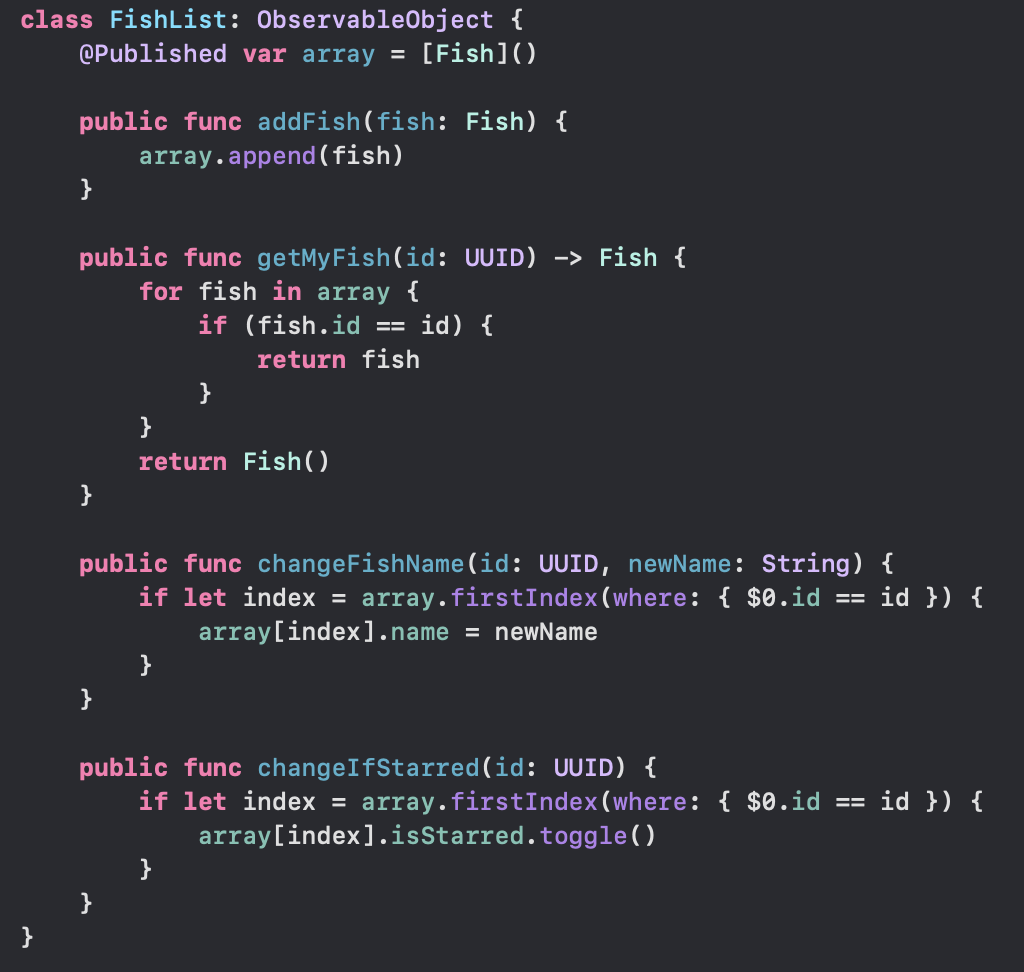 class FishList: ObservableObject {
    @Published var array = [Fish]()

    public func addFish(fish: Fish) {
        array.append(fish)
    }

    public func getMyFish(id: UUID) -> Fish {
        for fish in array {
            if (fish.id == id) {
                return fish
            }
        }
        return Fish()
    }

    public func changeFishName(id: UUID, newName: String) {
        if let index = array.firstIndex(where: { $0.id == id }) {
            array[index].name = newName
        }
    }

    public func changeIfStarred(id: UUID) {
        if let index = array.firstIndex(where: { $0.id == id }) {
            array[index].isStarred.toggle()
        }
    }
}